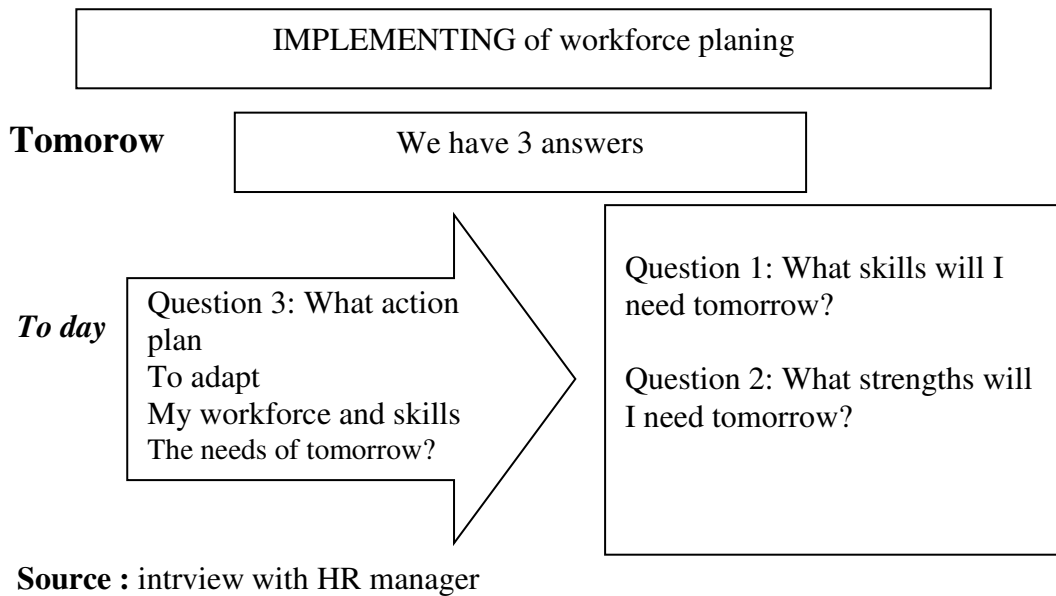 IMPLEMENTING of workforce planing
Tomorow
We have 3 answers
To day
Question 3: What action
plan
To adapt
My workforce and skills
The needs of tomorrow?
Question 1: What skills will I
need tomorrow?
Question 2: What strengths will
I need tomorrow?
Source : intrview with HR manager